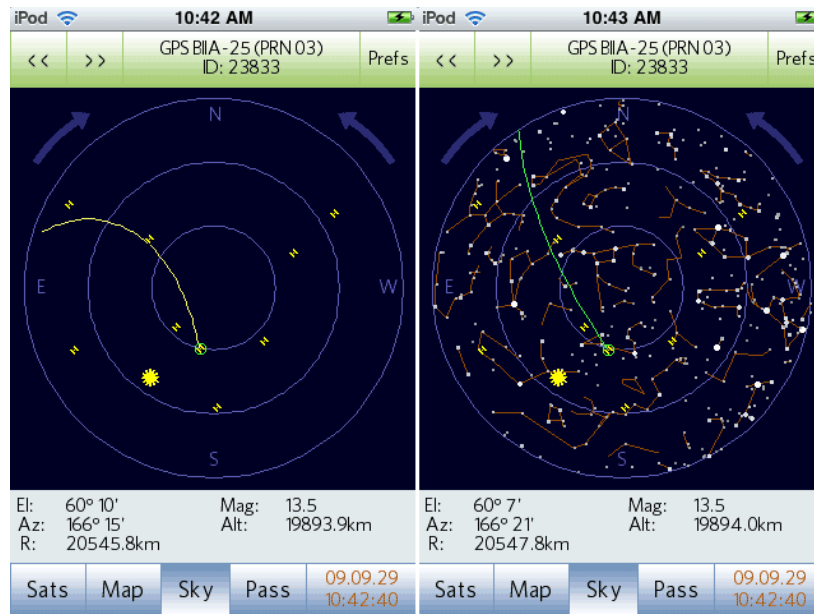 iPod 10:42 AM
<< >> GPS BIIA-25 (PRN 03) Prefs
ID: 23833
N
E W
S
El: 60° 10' Mag: 13.5
Az: 166° 15' Alt: 19893.9km
R: 20545.8km
Sats Map Sky Pass 09.09.29
10:42:40
iPod 10:43 AM
<< >> GPS BIIA-25 (PRN 03) Prefs
ID: 23833
N
E W
S
El: 60° 7' Mag: 13.5
Az: 166° 21' Alt: 19894.0km
R: 20547.8km
Sats Map Sky Pass 09.09.29
10:42:40